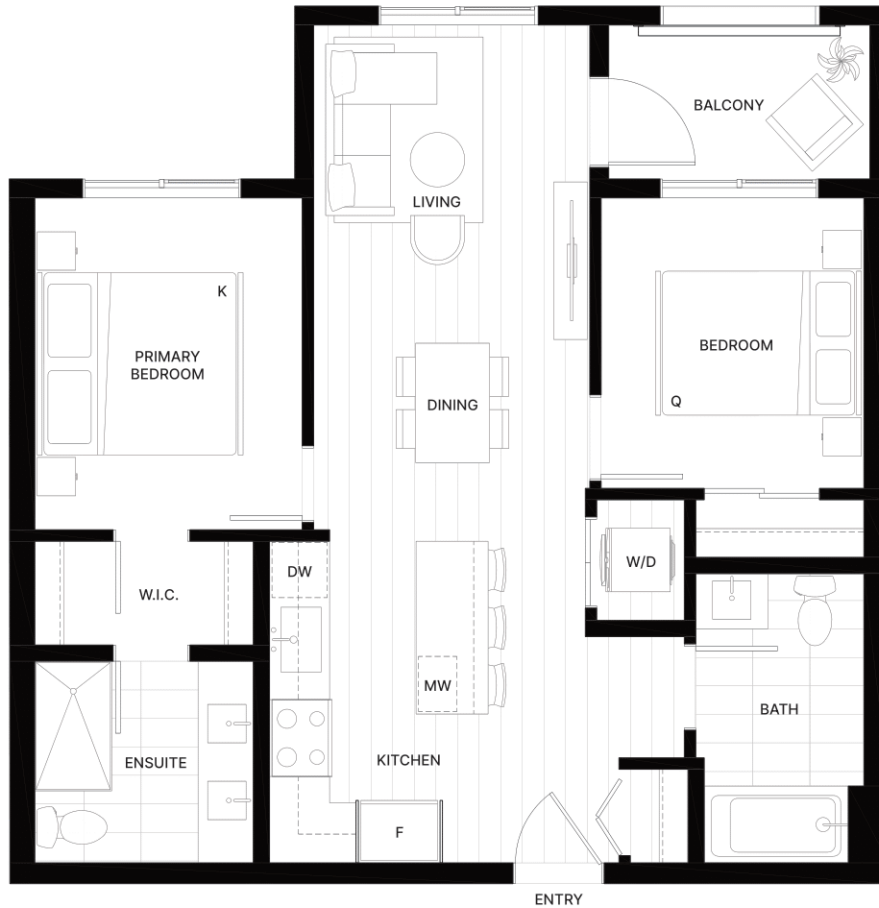 BALCONY
LIVING
K
PRIMARY
BEDROOM
BEDROOM
DINING
Q
DW
W/D
W.I.C.
MW
BATH
KITCHEN
ENSUITE
F
ENTRY